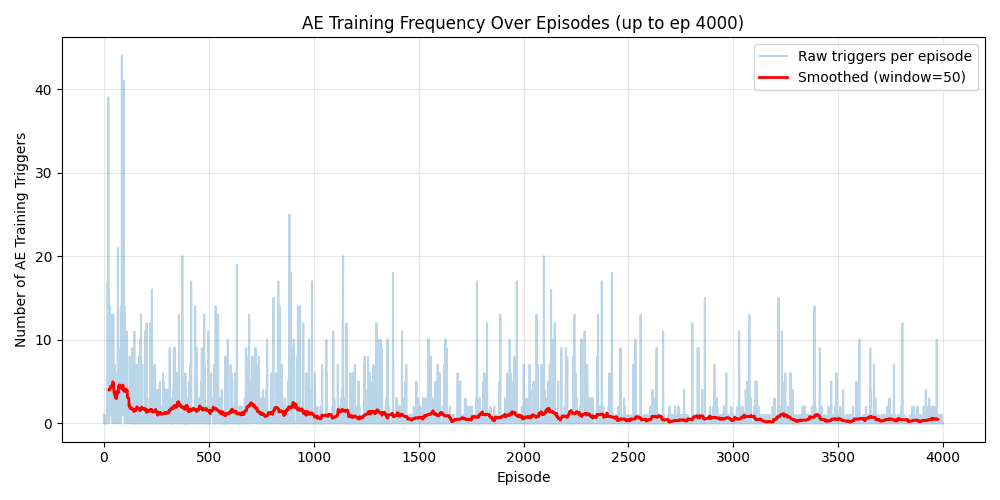 AE Training Frequency Over Episodes (up to ep 4000)
Raw triggers per episode
Smoothed (window=50)
Number of AE Training Triggers
40
30
20
10
0
0 500 1000 1500 2000 2500 3000 3500 4000
Episode